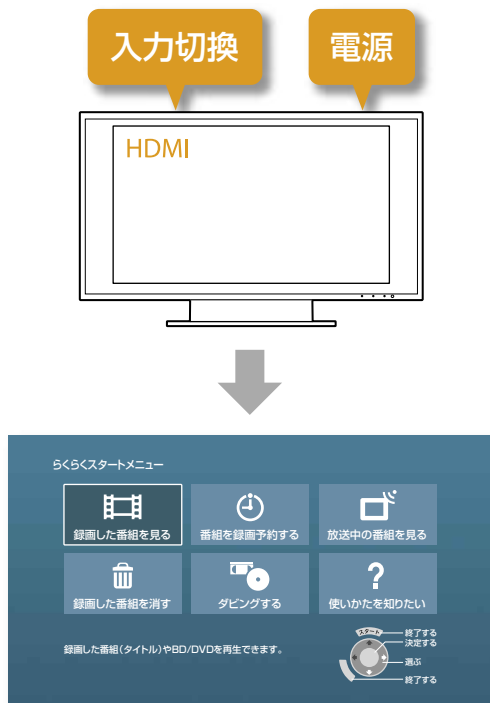 入力切換
電源
HDMI
らくらくスタートメニュー
録画した番組を見る
番組を録画予約する
放送中の番組を見る
録画した番組を消す
ダビングする
使いかたを知りたい
録画した番組(タイトル)やBD/DVDを再生できます。
スタート
終了する
決定する
選ぶ
終了する